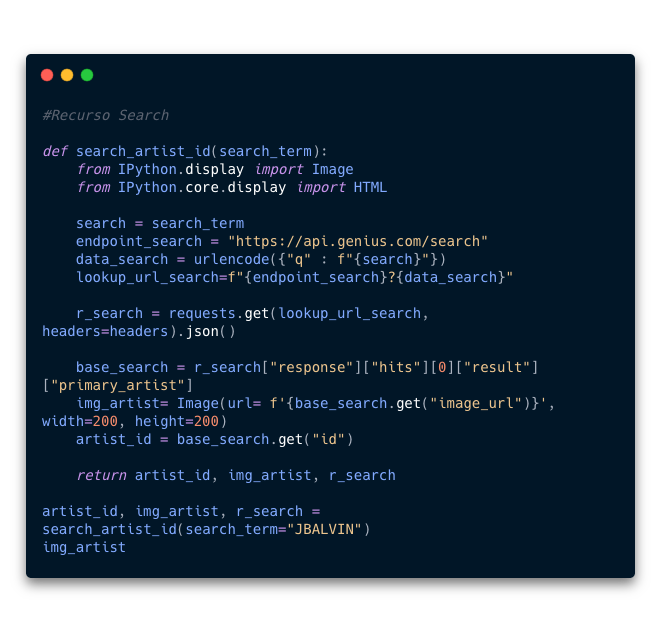 #Recurso Search

def search_artist_id(search_term):
    from IPython.display import Image
    from IPython.core.display import HTML

    search = search_term
    endpoint_search = "https://api.genius.com/search"
    data_search = urlencode({"q" : f"{search}"})
    lookup_url_search=f"{endpoint_search}?{data_search}"

    r_search = requests.get(lookup_url_search,
headers=headers).json()

    base_search = r_search["response"]["hits"][0]["result"]
["primary_artist"]
    img_artist= Image(url= f'{base_search.get("image_url")}',
width=200, height=200)
    artist_id = base_search.get("id")

    return artist_id, img_artist, r_search

artist_id, img_artist, r_search =
search_artist_id(search_term="JBALVIN")
img_artist